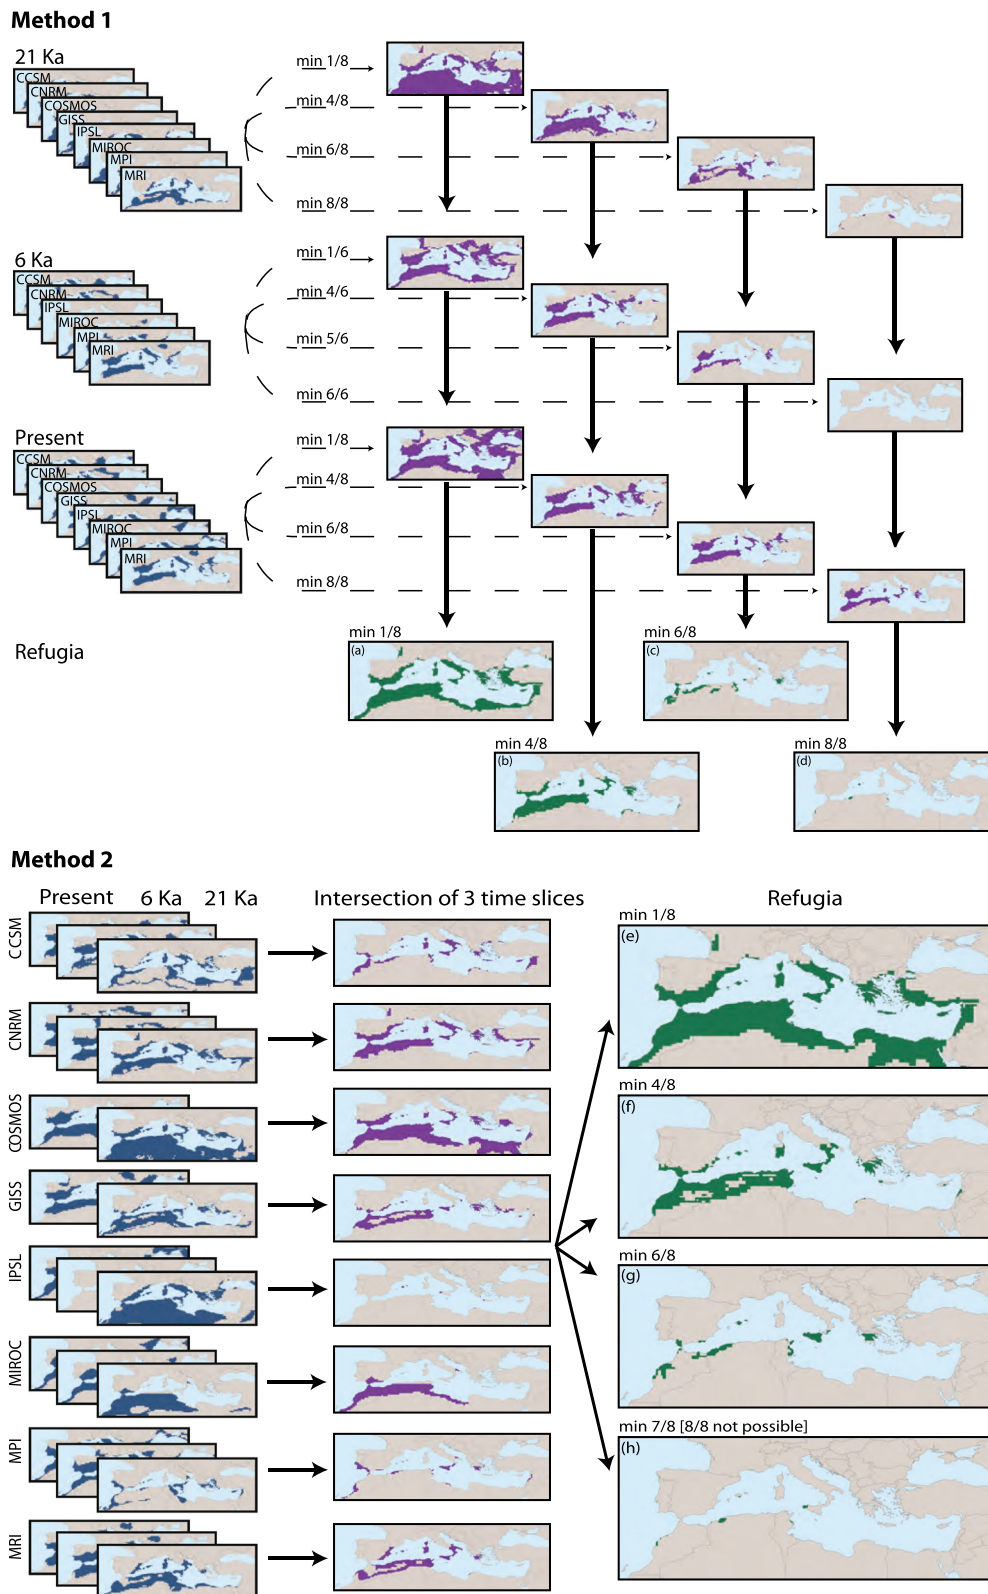 Method 1
21 Ka
CCSM
CNRM
COSMOS
GISS
IPSL
MIROC
MPI
MRI
min 1/8
min 4/8
min 6/8
min 8/8
6 Ka
CCSM
CNRM
IPSL
MIROC
MPI
MRI
min 1/6
min 4/6
min 5/6
min 6/6
Present
CCSM
CNRM
COSMOS
GISS
IPSL
MIROC
MPI
MRI
min 1/8
min 4/8
min 6/8
min 8/8
Refugia
min 1/8
(a)
min 6/8
(c)
min 4/8
(b)
min 8/8
(d)
Method 2
Present 6 Ka 21 Ka
Intersection of 3 time slices
Refugia
CCSM
CNRM
COSMOS
GISS
IPSL
MIROC
MPI
MRI
min 1/8
(e)
min 4/8
(f)
min 6/8
(g)
min 7/8 [8/8 not possible]
(h)